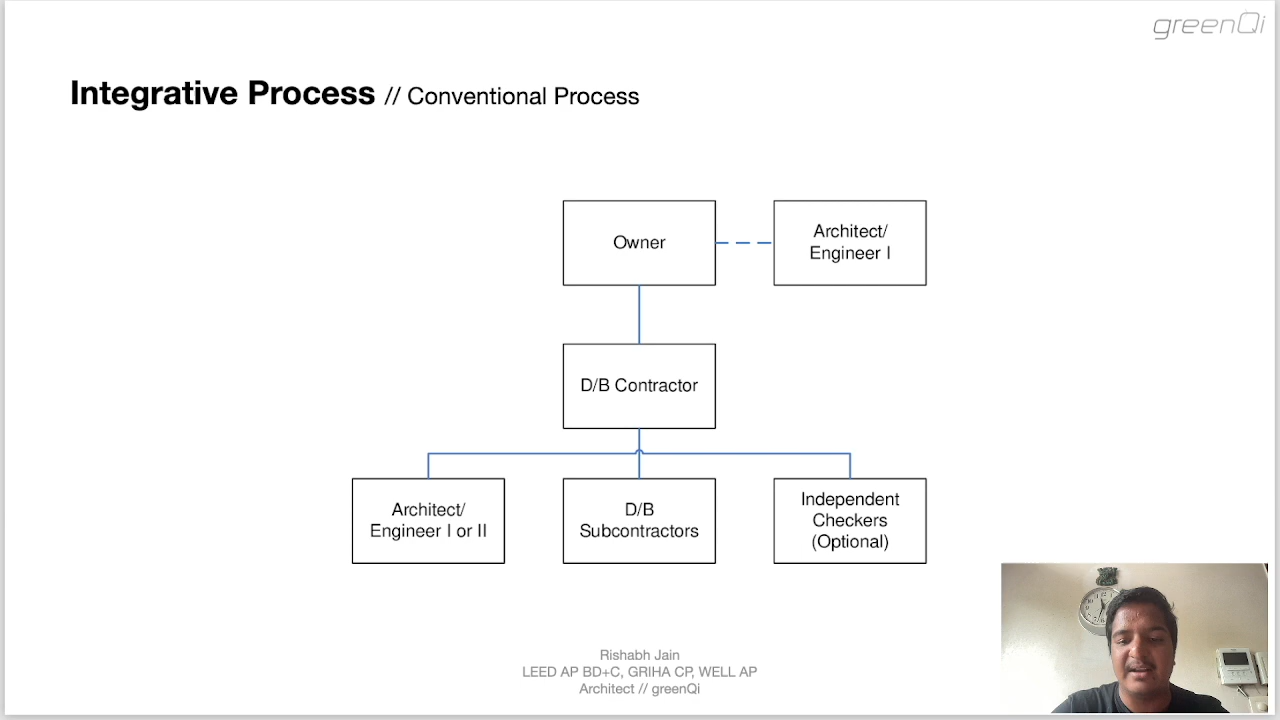 greenQi
Integrative Process // Conventional Process
Owner
Architect/
Engineer I
D/B Contractor
Architect/
Engineer I or II
D/B
Subcontractors
Independent
Checkers
(Optional)
Rishabh Jain
LEED AP BD+C, GRIHA CP, WELL AP
Architect // greenQi